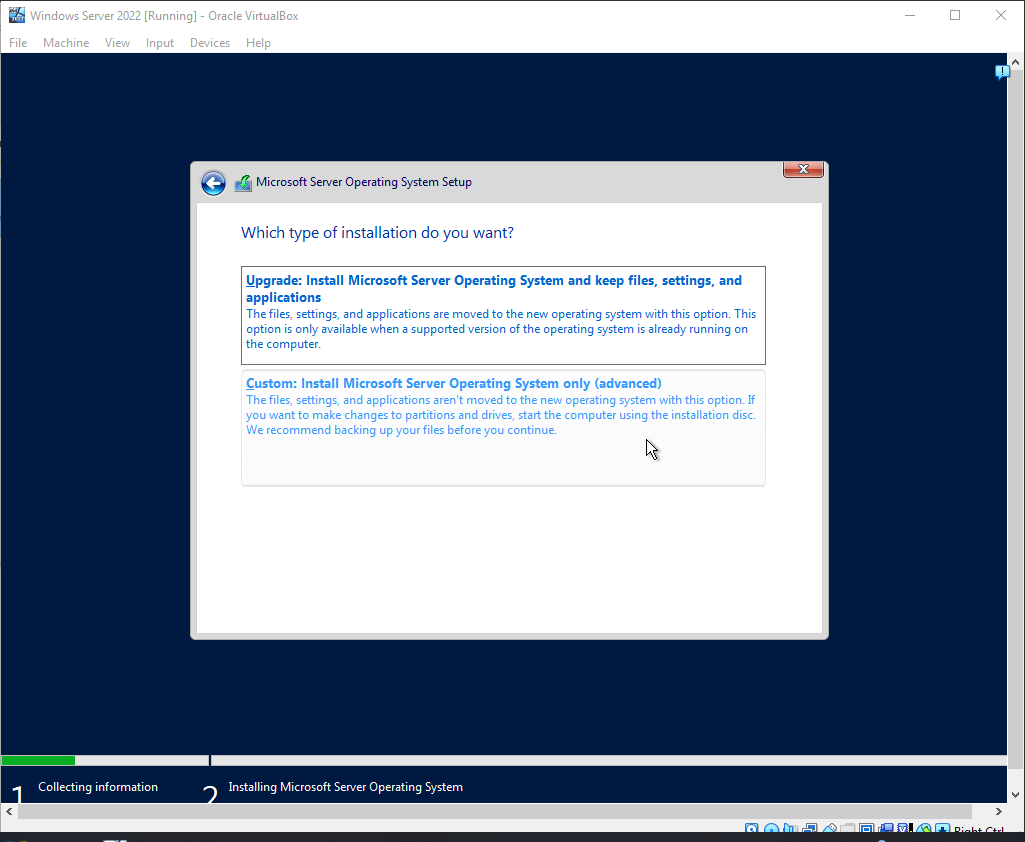 Windows Server 2022 [Running] - Oracle VirtualBox
File Machine View Input Devices Help
Microsoft Server Operating System Setup
Which type of installation do you want?
Upgrade: Install Microsoft Server Operating System and keep files, settings, and
applications
The files, settings, and applications are moved to the new operating system with this option. This
option is only available when a supported version of the operating system is already running on
the computer.
Custom: Install Microsoft Server Operating System only (advanced)
The files, settings, and applications aren't moved to the new operating system with this option. If
you want to make changes to partitions and drives, start the computer using the installation disc.
We recommend backing up your files before you continue.
1 Collecting information 2 Installing Microsoft Server Operating System
Right Ctrl